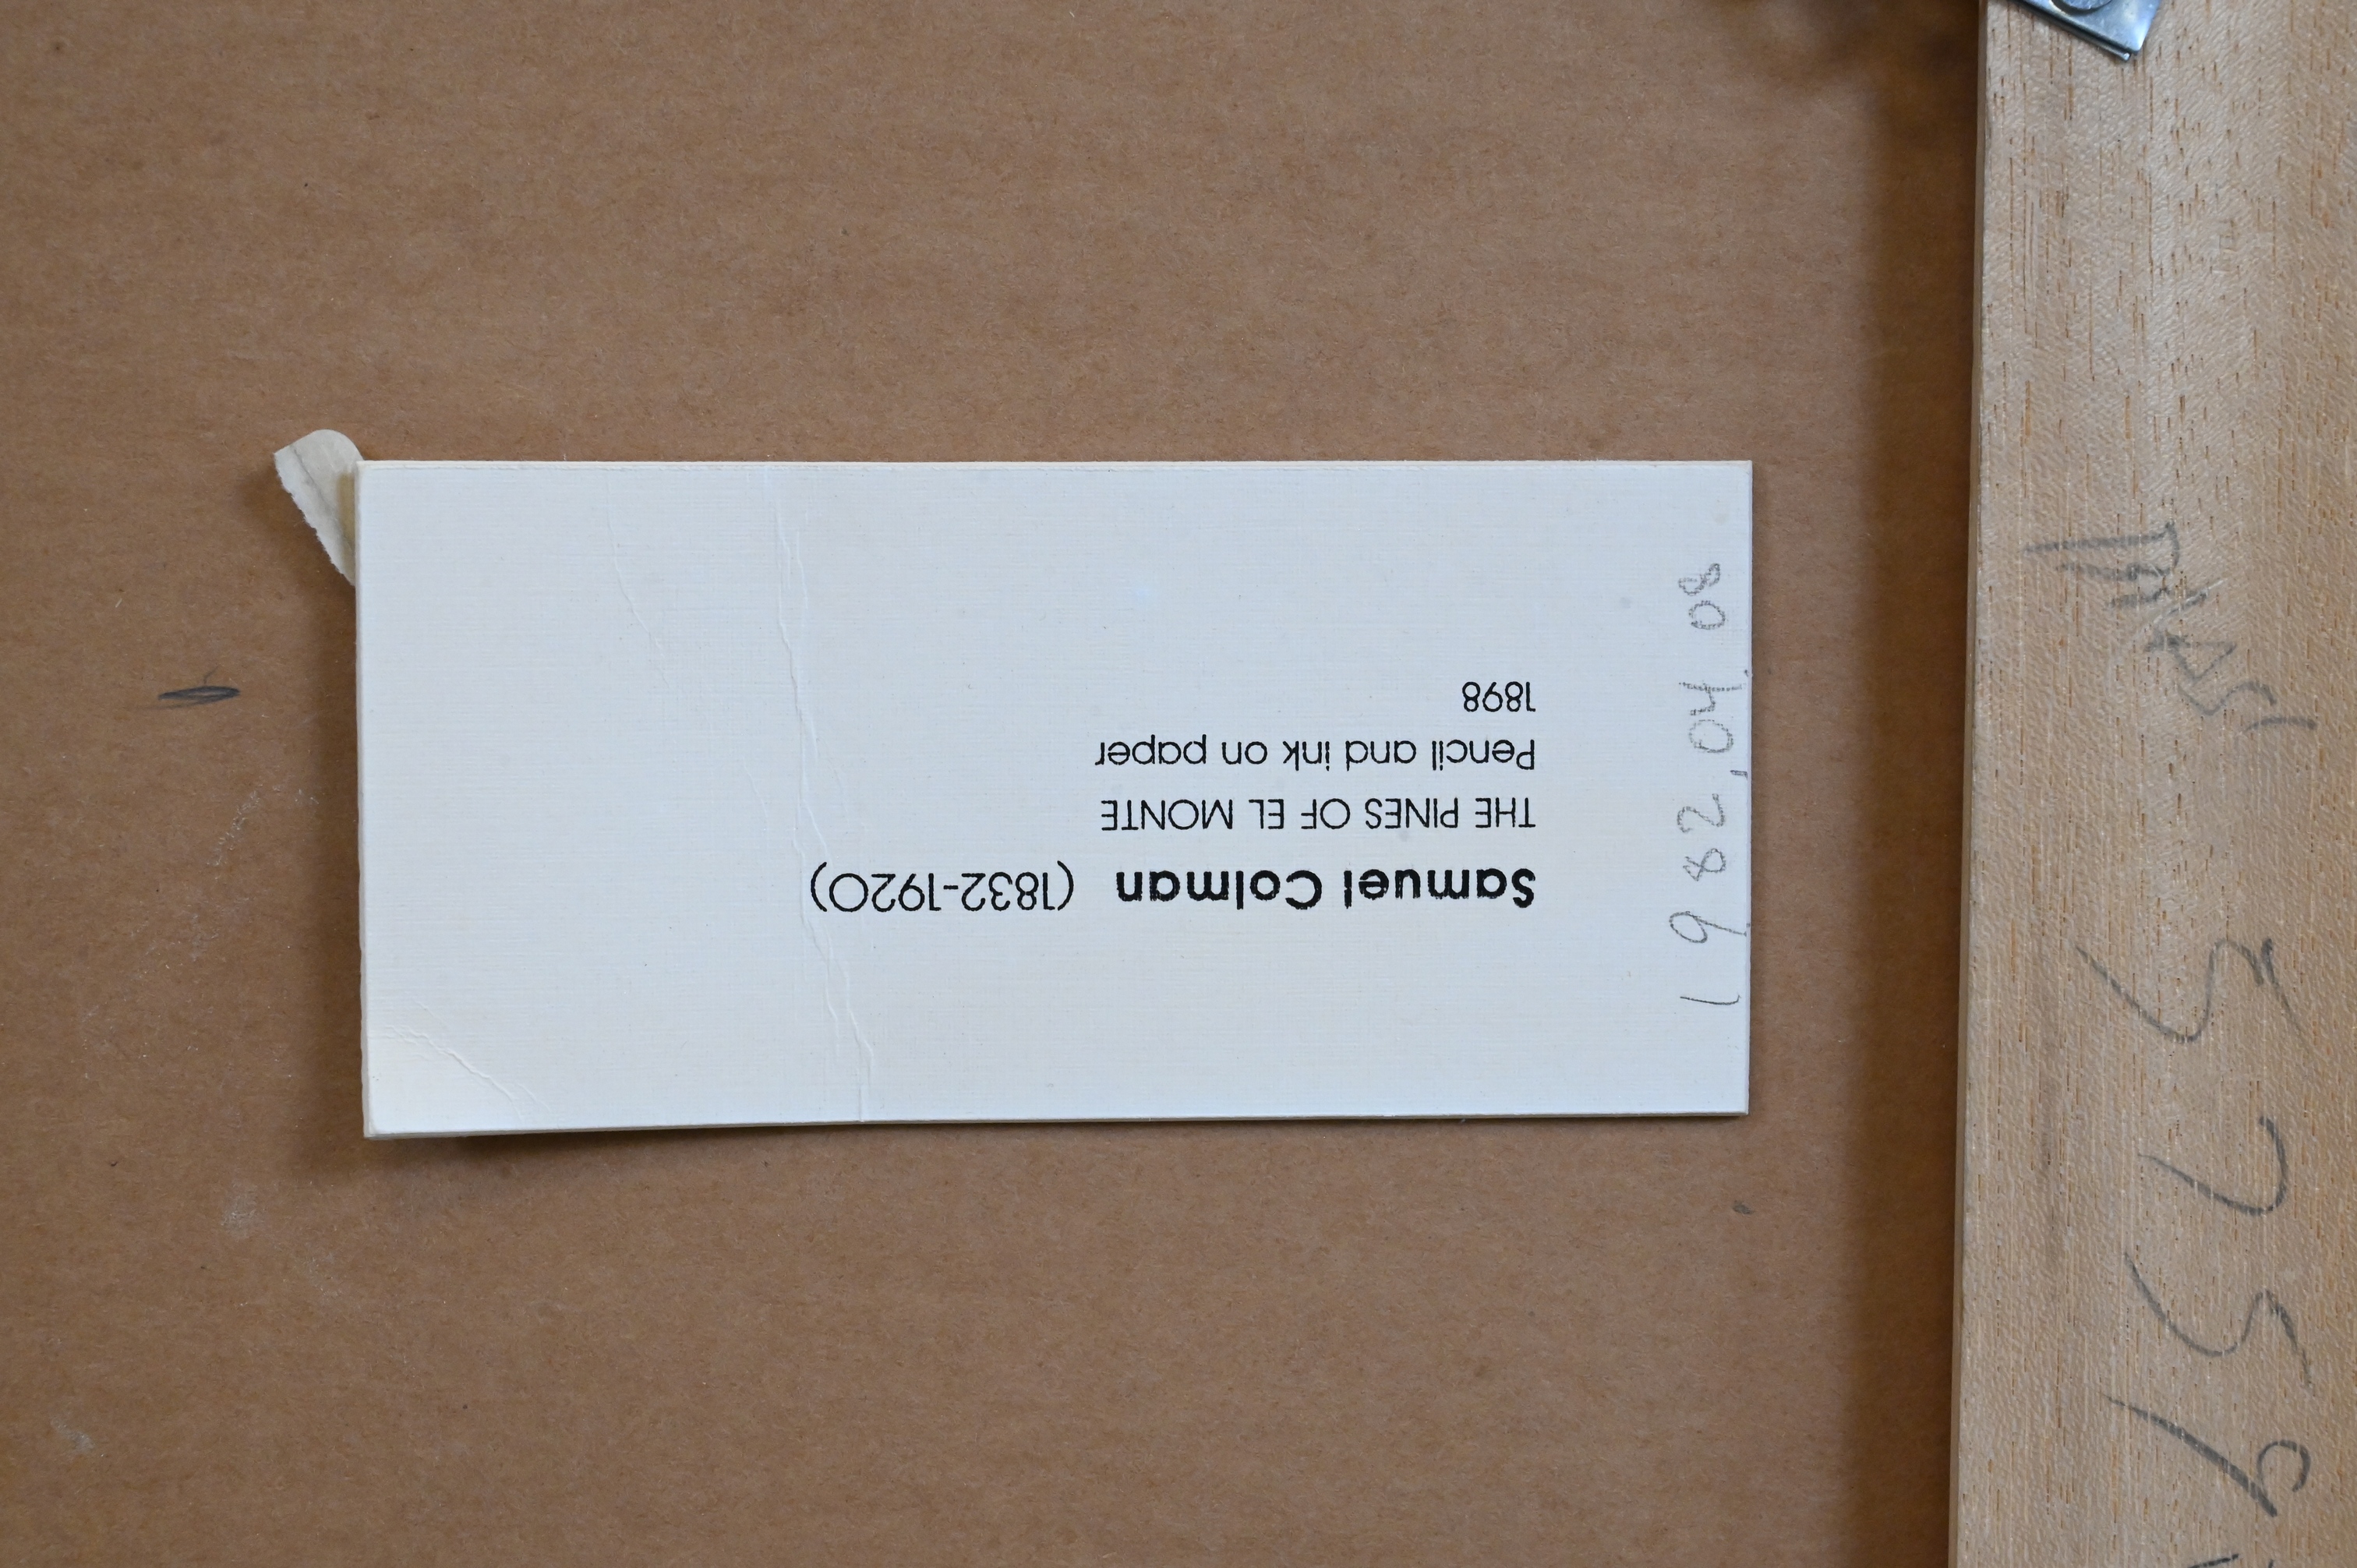 Samuel Colman (1832-1920)
THE PINES OF EL MONTE
Pencil and ink on paper
1898
1982.04.08